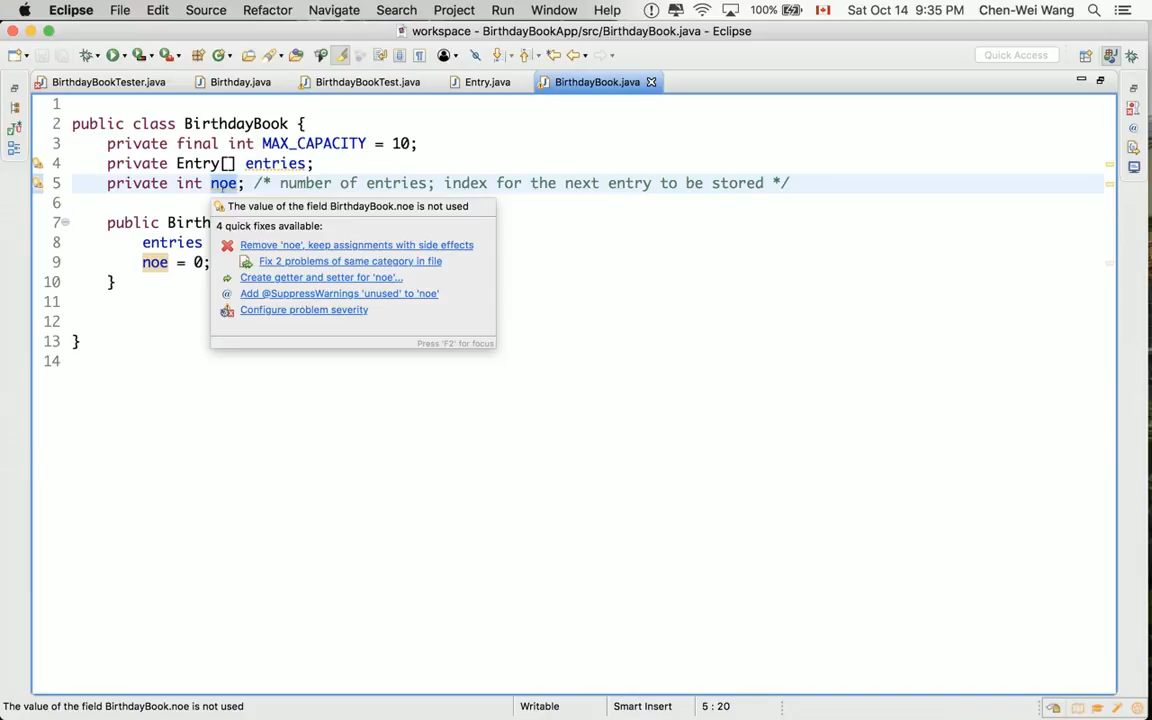 Eclipse File Edit Source Refactor Navigate Search Project Run Window Help 100% Sat Oct 14 9:35 PM Chen-Wei Wang
workspace - BirthdayBookApp/src/BirthdayBook.java - Eclipse
Quick Access
BirthdayBookTester.java Birthday.java BirthdayBookTest.java Entry.java BirthdayBook.java
1
2 public class BirthdayBook {
3 private final int MAX_CAPACITY = 10;
4 private Entry[] entries;
5 private int noe; /* number of entries; index for the next entry to be stored */
6
7 public Birth
8 entries
9 noe = 0;
10 }
11
12
13 }
14
The value of the field BirthdayBook.noe is not used
4 quick fixes available:
Remove 'noe', keep assignments with side effects
Fix 2 problems of same category in file
Create getter and setter for 'noe'...
Add @SuppressWarnings 'unused' to 'noe'
Configure problem severity
Press 'F2' for focus
The value of the field BirthdayBook.noe is not used Writable Smart Insert 5 : 20